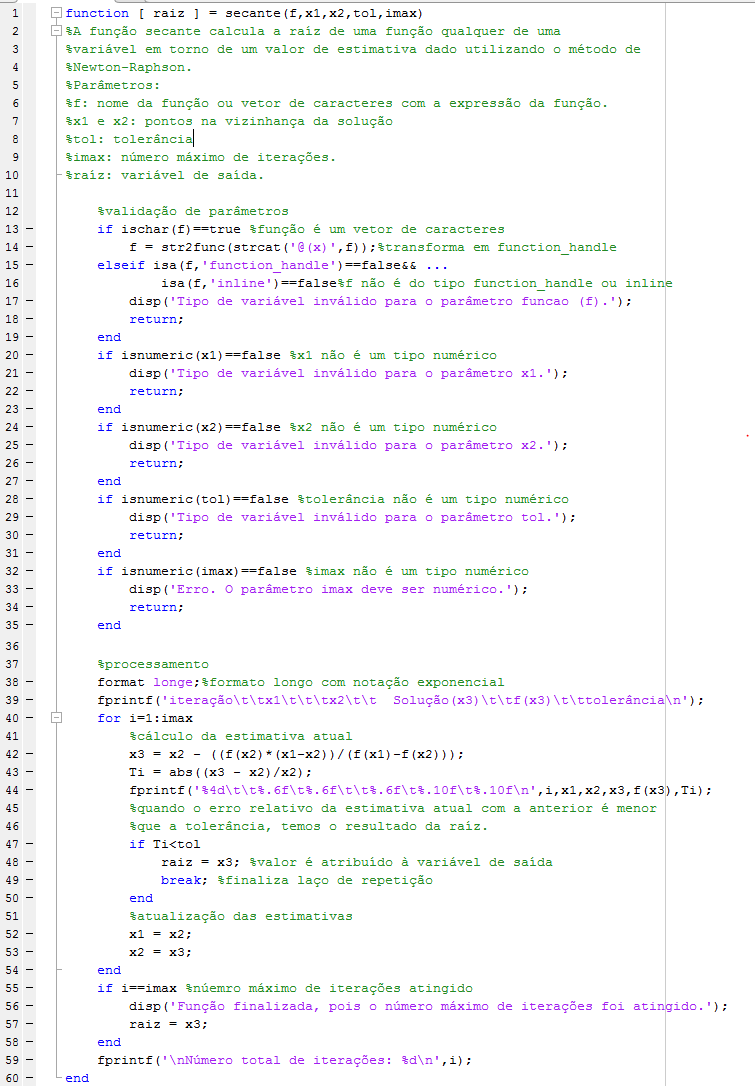 1 function [ raiz ] = secante(f,x1,x2,tol,imax)
2 %A função secante calcula a raíz de uma função qualquer de uma
3 %variável em torno de um valor de estimativa dado utilizando o método de
4 %Newton-Raphson.
5 %Parâmetros:
6 %f: nome da função ou vetor de caracteres com a expressão da função.
7 %x1 e x2: pontos na vizinhança da solução
8 %tol: tolerância
9 %imax: número máximo de iterações.
10 %raíz: variável de saída.
11
12 %validação de parâmetros
13 if ischar(f)==true %função é um vetor de caracteres
14 f = str2func(strcat('@(x)',f));%transforma em function_handle
15 elseif isa(f,'function_handle')==false&& ...
16 isa(f,'inline')==false%f não é do tipo function_handle ou inline
17 disp('Tipo de variável inválido para o parâmetro funcao (f).');
18 return;
19 end
20 if isnumeric(x1)==false %x1 não é um tipo numérico
21 disp('Tipo de variável inválido para o parâmetro x1.');
22 return;
23 end
24 if isnumeric(x2)==false %x2 não é um tipo numérico
25 disp('Tipo de variável inválido para o parâmetro x2.');
26 return;
27 end
28 if isnumeric(tol)==false %tolerância não é um tipo numérico
29 disp('Tipo de variável inválido para o parâmetro tol.');
30 return;
31 end
32 if isnumeric(imax)==false %imax não é um tipo numérico
33 disp('Erro. O parâmetro imax deve ser numérico.');
34 return;
35 end
36
37 %processamento
38 format longe;%formato longo com notação exponencial
39 fprintf('iteração\t\tx1\t\t\tx2\t\t  Solução(x3)\t\tf(x3)\t\ttolerância\n');
40 for i=1:imax
41 %cálculo da estimativa atual
42 x3 = x2 - ((f(x2)*(x1-x2))/(f(x1)-f(x2)));
43 Ti = abs((x3 - x2)/x2);
44 fprintf('%4d\t\t%.6f\t%.6f\t\t%.6f\t%.10f\t%.10f\n',i,x1,x2,x3,f(x3),Ti);
45 %quando o erro relativo da estimativa atual com a anterior é menor
46 %que a tolerância, temos o resultado da raíz.
47 if Ti<tol
48 raiz = x3; %valor é atribuído à variável de saída
49 break; %finaliza laço de repetição
50 end
51 %atualização das estimativas
52 x1 = x2;
53 x2 = x3;
54 end
55 if i==imax %núemro máximo de iterações atingido
56 disp('Função finalizada, pois o número máximo de iterações foi atingido.');
57 raiz = x3;
58 end
59 fprintf('\nNúmero total de iterações: %d\n',i);
60 end